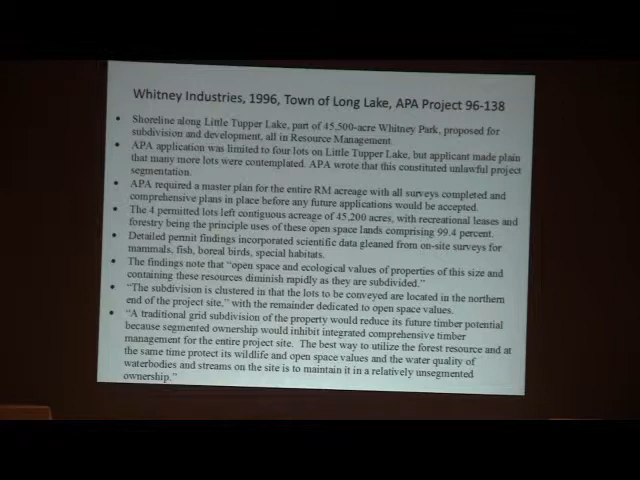 Whitney Industries, 1996, Town of Long Lake, APA Project 96-138
• Shoreline along Little Tupper Lake, part of 45,500-acre Whitney Park, proposed for
subdivision and development, all in Resource Management.
• APA application was limited to four lots on Little Tupper Lake, but applicant made plain
that many more lots were contemplated. APA wrote that this constituted unlawful project
segmentation.
• APA required a master plan for the entire RM acreage with all surveys completed and
comprehensive plans in place before any future applications would be accepted.
• The 4 permitted lots left contiguous acreage of 45,200 acres, with recreational leases and
forestry being the principle uses of these open space lands comprising 99.4 percent.
• Detailed permit findings incorporated scientific data gleaned from on-site surveys for
mammals, fish, boreal birds, special habitats.
• The findings note that “open space and ecological values of properties of this size and
containing these resources diminish rapidly as they are subdivided.”
• “The subdivision is clustered in that the lots to be conveyed are located in the northern
end of the project site,” with the remainder dedicated to open space values.
• “A traditional grid subdivision of the property would reduce its future timber potential
because segmented ownership would inhibit integrated comprehensive timber
management for the entire project site. The best way to utilize the forest resource and at
the same time protect its wildlife and open space values and the water quality of
waterbodies and streams on the site is to maintain it in a relatively unsegmented
ownership.”